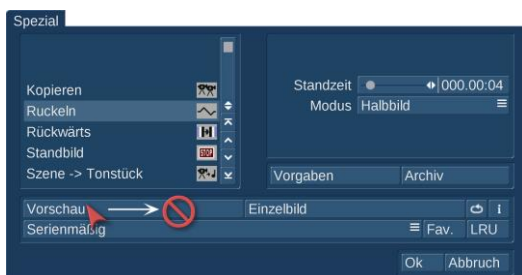 Spezial
Kopieren
Ruckeln
Rückwärts
Standbild
Szene -> Tonstück
Standzeit 000.00:04
Modus Halbbild
Vorgaben Archiv
Vorschau Einzelbild i
Serienmäßig Fav. LRU
Ok Abbruch